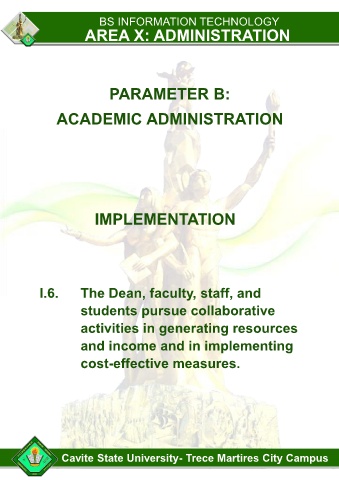 BS INFORMATION TECHNOLOGY
AREA X: ADMINISTRATION
PARAMETER B:
ACADEMIC ADMINISTRATION
IMPLEMENTATION
I.6. The Dean, faculty, staff, and
students pursue collaborative
activities in generating resources
and income and in implementing
cost-effective measures.
Cavite State University- Trece Martires City Campus